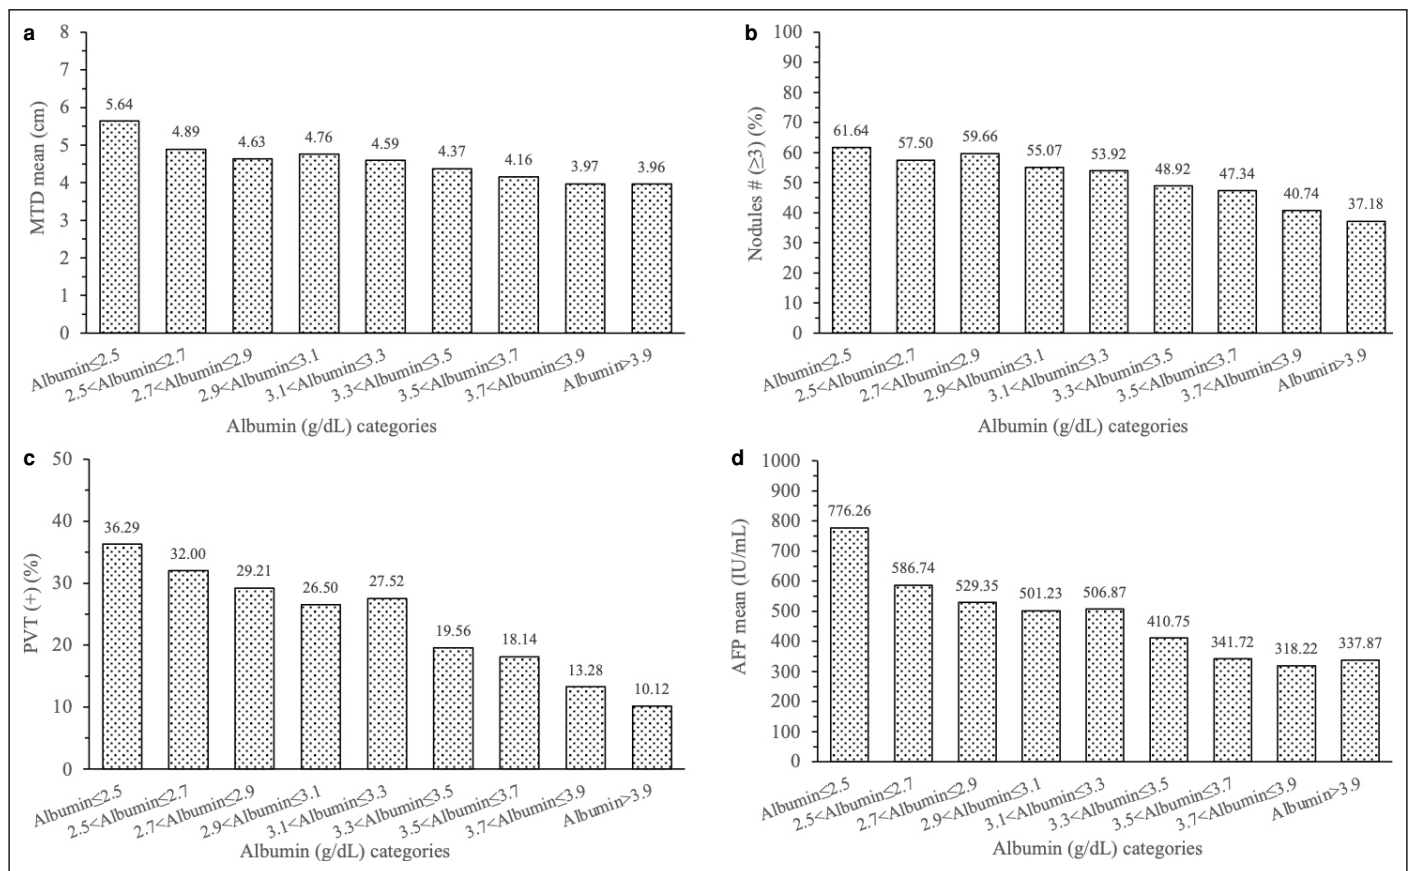 a
MTD mean (cm)
8
7
6
5
4
3
2
1
0
5.64
4.89
4.63
4.76
4.59
4.37
4.16
3.97
3.96
Albumin≤2.5
2.5<Albumin≤2.7
2.7<Albumin≤2.9
2.9<Albumin≤3.1
3.1<Albumin≤3.3
3.3<Albumin≤3.5
3.5<Albumin≤3.7
3.7<Albumin≤3.9
Albumin>3.9
Albumin (g/dL) categories
b
Nodules # (≥3) (%)
100
90
80
70
60
50
40
30
20
10
0
61.64
57.50
59.66
55.07
53.92
48.92
47.34
40.74
37.18
Albumin≤2.5
2.5<Albumin≤2.7
2.7<Albumin≤2.9
2.9<Albumin≤3.1
3.1<Albumin≤3.3
3.3<Albumin≤3.5
3.5<Albumin≤3.7
3.7<Albumin≤3.9
Albumin>3.9
Albumin (g/dL) categories
c
PVT (+) (%)
50
40
30
20
10
0
36.29
32.00
29.21
26.50
27.52
19.56
18.14
13.28
10.12
Albumin≤2.5
2.5<Albumin≤2.7
2.7<Albumin≤2.9
2.9<Albumin≤3.1
3.1<Albumin≤3.3
3.3<Albumin≤3.5
3.5<Albumin≤3.7
3.7<Albumin≤3.9
Albumin>3.9
Albumin (g/dL) categories
d
AFP mean (IU/mL)
1000
900
800
700
600
500
400
300
200
100
0
776.26
586.74
529.35
501.23
506.87
410.75
341.72
318.22
337.87
Albumin≤2.5
2.5<Albumin≤2.7
2.7<Albumin≤2.9
2.9<Albumin≤3.1
3.1<Albumin≤3.3
3.3<Albumin≤3.5
3.5<Albumin≤3.7
3.7<Albumin≤3.9
Albumin>3.9
Albumin (g/dL) categories